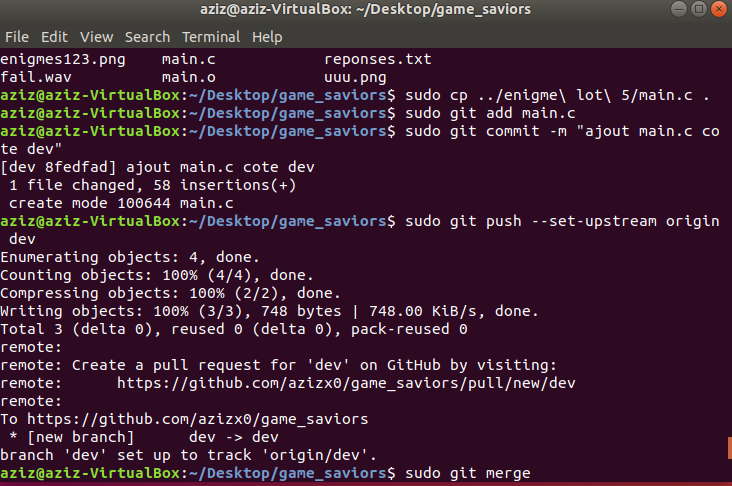 aziz@aziz-VirtualBox: ~/Desktop/game_saviors
File Edit View Search Terminal Help
enigmes123.png    main.c            reponses.txt
fail.wav          main.o            uuu.png
aziz@aziz-VirtualBox:~/Desktop/game_saviors$ sudo cp ../enigme\ lot\ 5/main.c .
aziz@aziz-VirtualBox:~/Desktop/game_saviors$ sudo git add main.c
aziz@aziz-VirtualBox:~/Desktop/game_saviors$ sudo git commit -m "ajout main.c co
te dev"
[dev 8fedfad] ajout main.c cote dev
 1 file changed, 58 insertions(+)
 create mode 100644 main.c
aziz@aziz-VirtualBox:~/Desktop/game_saviors$ sudo git push --set-upstream origin
 dev
Enumerating objects: 4, done.
Counting objects: 100% (4/4), done.
Compressing objects: 100% (2/2), done.
Writing objects: 100% (3/3), 748 bytes | 748.00 KiB/s, done.
Total 3 (delta 0), reused 0 (delta 0), pack-reused 0
remote:
remote: Create a pull request for 'dev' on GitHub by visiting:
remote:      https://github.com/azizx0/game_saviors/pull/new/dev
remote:
To https://github.com/azizx0/game_saviors
 * [new branch]      dev -> dev
branch 'dev' set up to track 'origin/dev'.
aziz@aziz-VirtualBox:~/Desktop/game_saviors$ sudo git merge